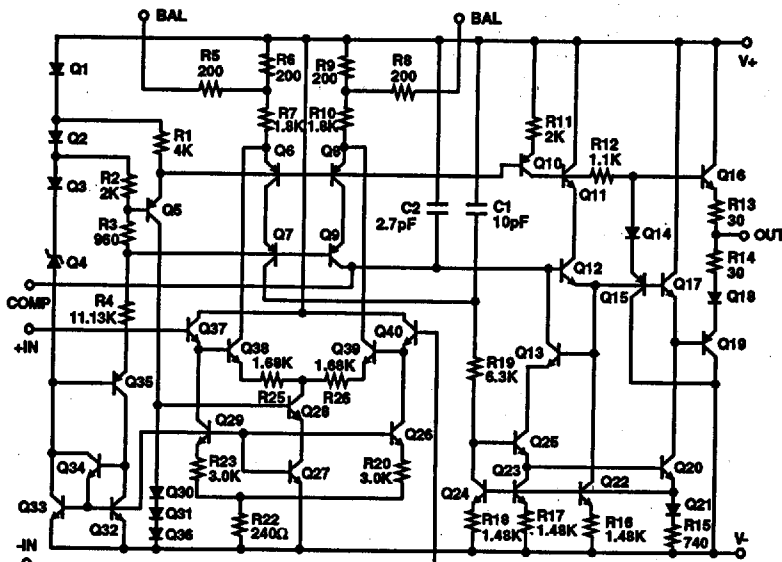 BAL
BAL
V+
R5
200
R6
200
R9
200
R8
200
Q1
Q2
Q3
R1
4K
R7
1.8K
R10
1.8K
R11
2K
Q6
Q8
Q10
R12
1.1K
Q16
R2
2K
Q5
Q11
R13
30
R3
960
C2
2.7pF
C1
10pF
Q14
OUT
Q7
Q9
Q12
R14
30
Q4
Q15
Q17
Q18
COMP
R4
11.13K
+IN
Q37
Q40
Q13
Q19
Q38
Q39
1.68K
1.68K
R25
R26
R19
6.3K
Q35
Q28
Q29
Q26
Q25
Q34
R23
3.0K
Q27
R20
3.0K
Q23
Q20
Q33
Q32
Q30
Q31
Q36
Q24
Q22
Q21
R22
240Ω
R18
1.48K
R17
1.48K
R16
1.48K
R15
740
V-
-IN